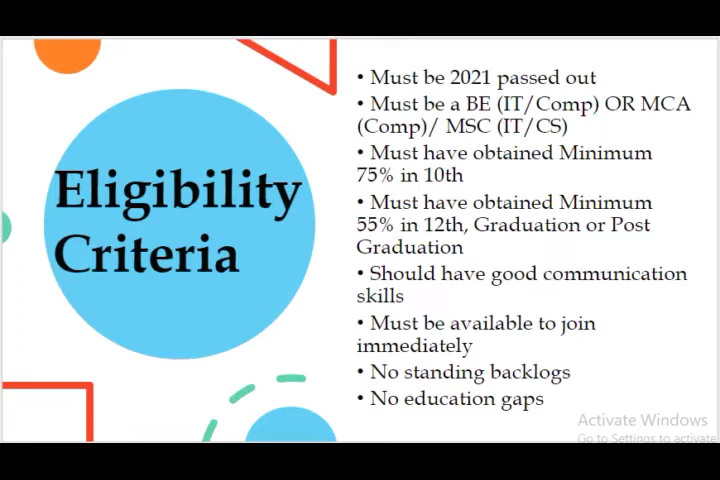 Eligibility
Criteria
• Must be 2021 passed out
• Must be a BE (IT/Comp) OR MCA
(Comp)/ MSC (IT/CS)
• Must have obtained Minimum
75% in 10th
• Must have obtained Minimum
55% in 12th, Graduation or Post
Graduation
• Should have good communication
skills
• Must be available to join
immediately
• No standing backlogs
• No education gaps
Activate Windows
Go to Settings to activate